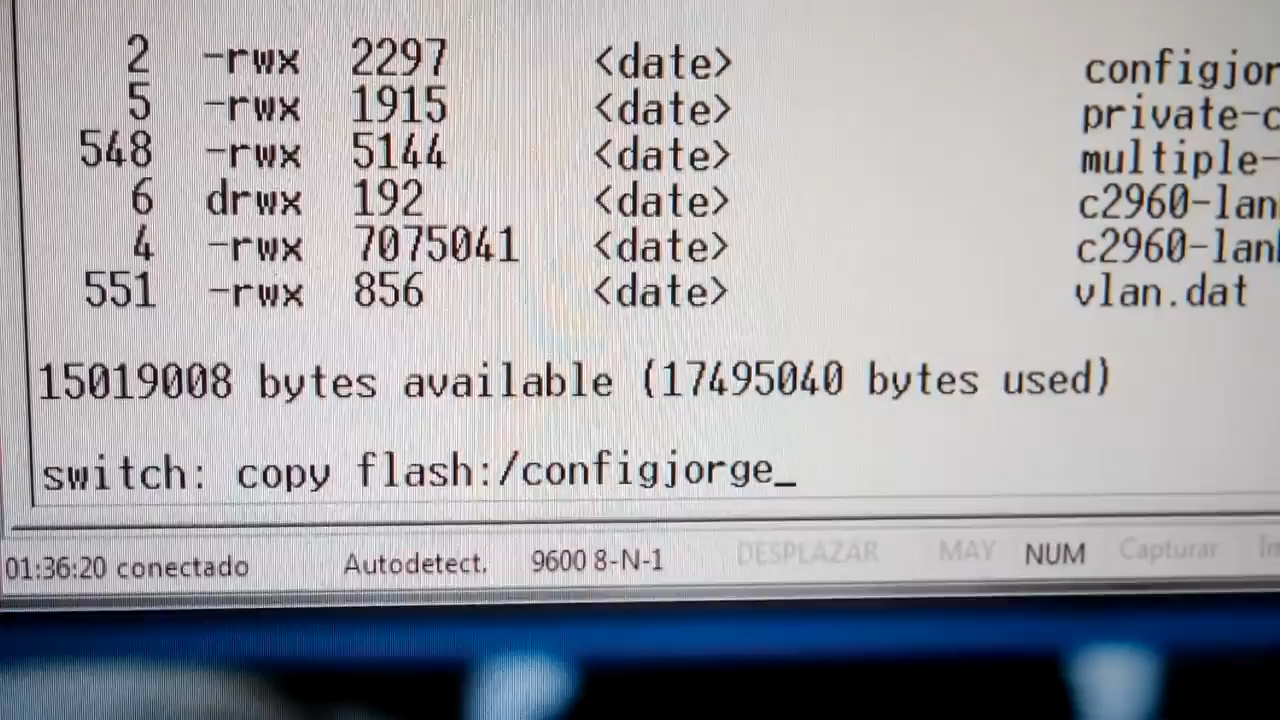 2 -rwx 2297 <date> configjor
5 -rwx 1915 <date> private-c
548 -rwx 5144 <date> multiple-
6 drwx 192 <date> c2960-lan
4 -rwx 7075041 <date> c2960-lan
551 -rwx 856 <date> vlan.dat
15019008 bytes available (17495040 bytes used)
switch: copy flash:/configjorge_
01:36:20 conectado Autodetect. 9600 8-N-1 DESPLAZAR MAY NUM Capturar